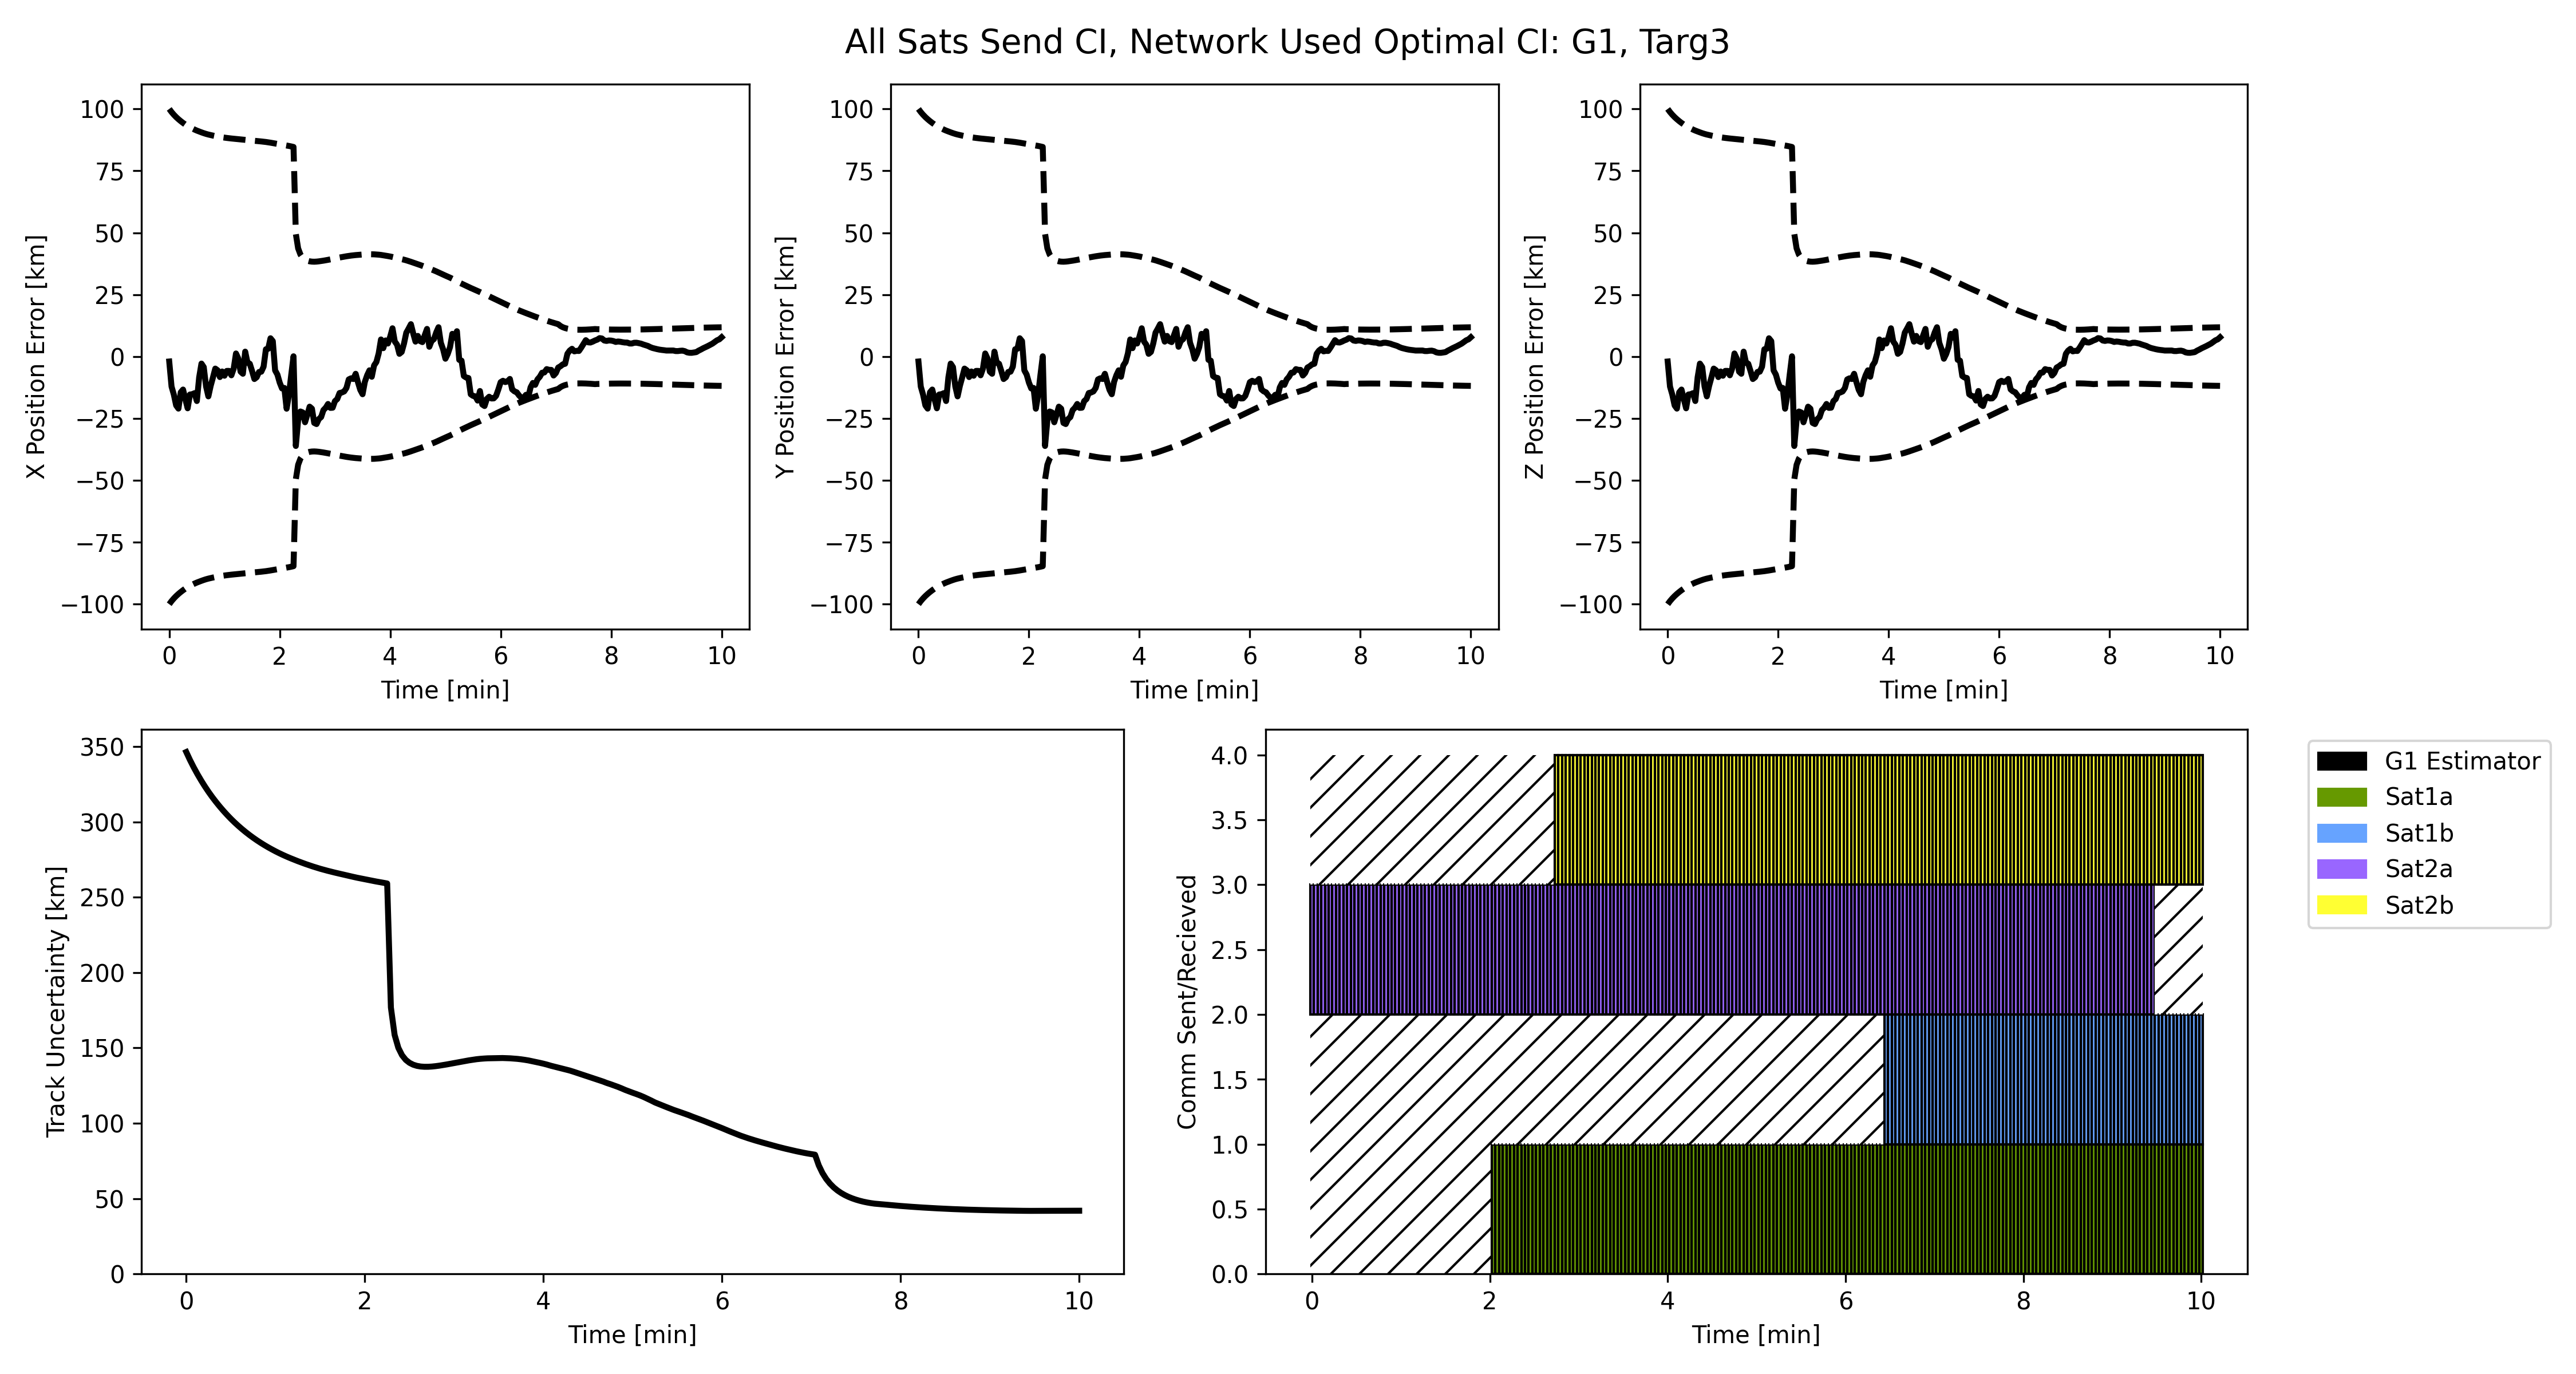 All Sats Send CI, Network Used Optimal CI: G1, Targ3
X Position Error [km]
100
75
50
25
0
−25
−50
−75
−100
0 2 4 6 8 10
Time [min]
Y Position Error [km]
100
75
50
25
0
−25
−50
−75
−100
0 2 4 6 8 10
Time [min]
Z Position Error [km]
100
75
50
25
0
−25
−50
−75
−100
0 2 4 6 8 10
Time [min]
Track Uncertainty [km]
350
300
250
200
150
100
50
0
0 2 4 6 8 10
Time [min]
Comm Sent/Recieved
4.0
3.5
3.0
2.5
2.0
1.5
1.0
0.5
0.0
0 2 4 6 8 10
Time [min]
G1 Estimator
Sat1a
Sat1b
Sat2a
Sat2b